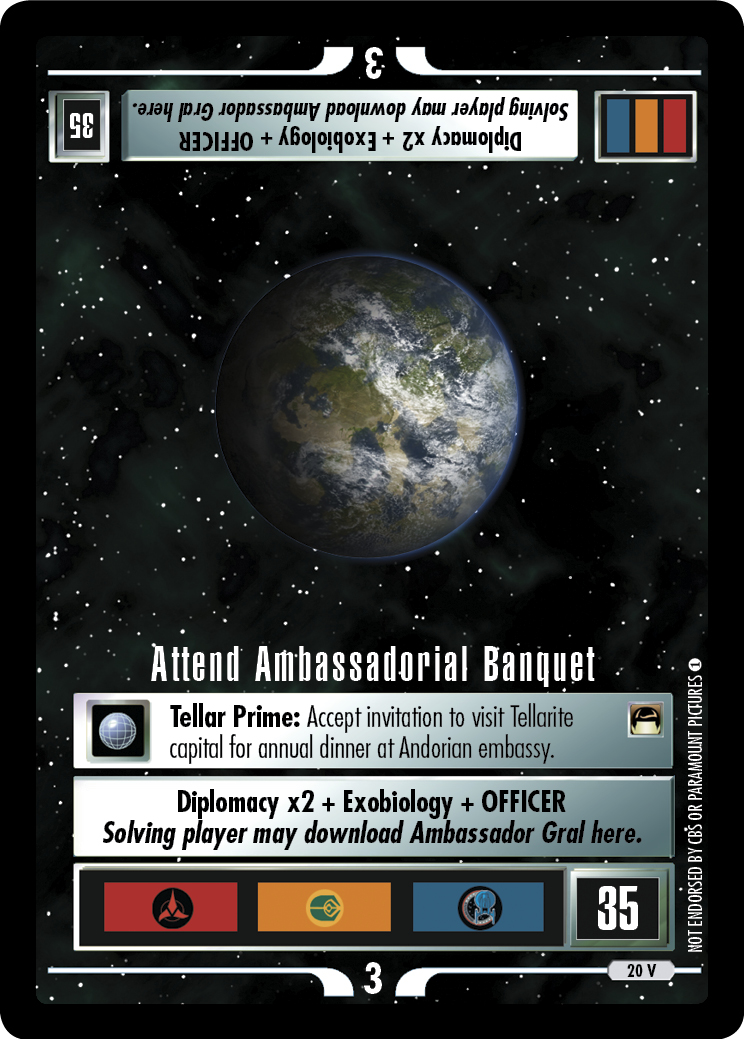 3
35
Diplomacy x2 + Exobiology + OFFICER
Solving player may download Ambassador Gral here.
Attend Ambassadorial Banquet
Tellar Prime: Accept invitation to visit Tellarite
capital for annual dinner at Andorian embassy.
Diplomacy x2 + Exobiology + OFFICER
Solving player may download Ambassador Gral here.
35
3
20 V
NOT ENDORSED BY CBS OR PARAMOUNT PICTURES 1